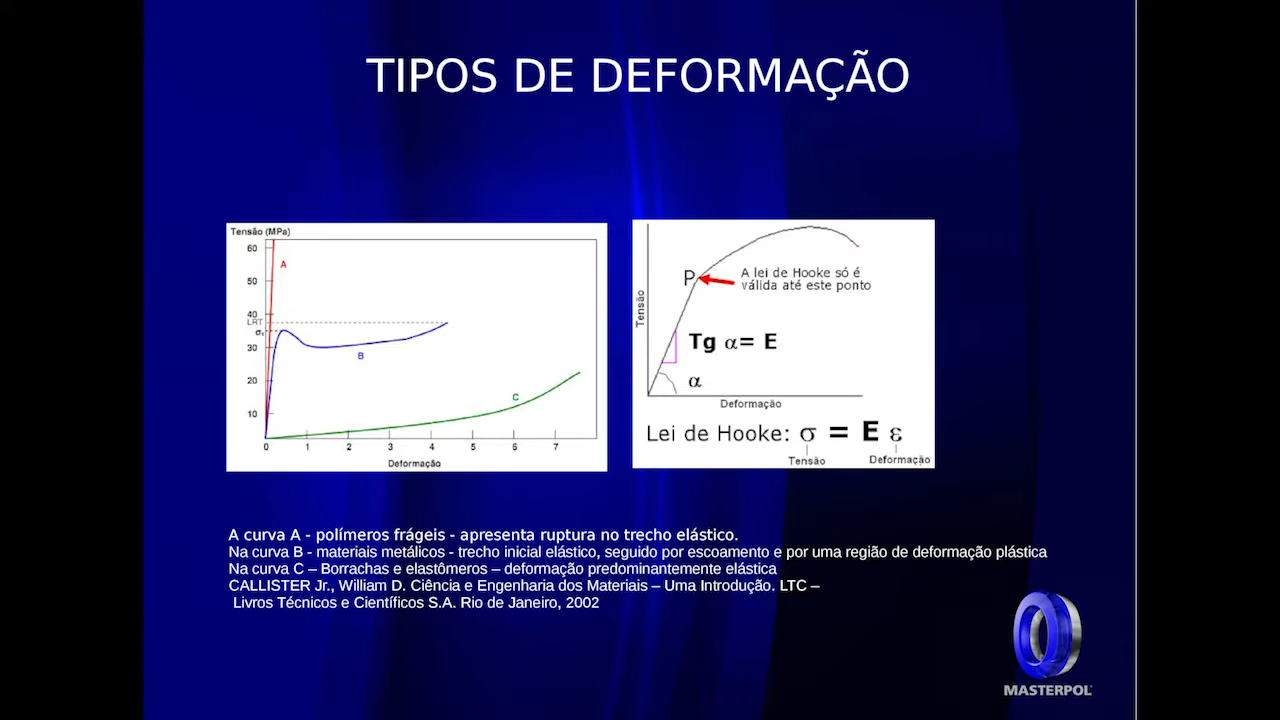 TIPOS DE DEFORMAÇÃO
Tensão (MPa)
60
A
50
40
LRT
σ
30
B
20
C
10
0 1 2 3 4 5 6 7
Deformação
P
A lei de Hooke só é
válida até este ponto
Tensão
Tg α= E
α
Deformação
Lei de Hooke: σ = E ε
Tensão Deformação
A curva A - polímeros frágeis - apresenta ruptura no trecho elástico.
Na curva B - materiais metálicos - trecho inicial elástico, seguido por escoamento e por uma região de deformação plástica
Na curva C – Borrachas e elastômeros – deformação predominantemente elástica
CALLISTER Jr., William D. Ciência e Engenharia dos Materiais – Uma Introdução. LTC –
Livros Técnicos e Científicos S.A. Rio de Janeiro, 2002
MASTERPOL